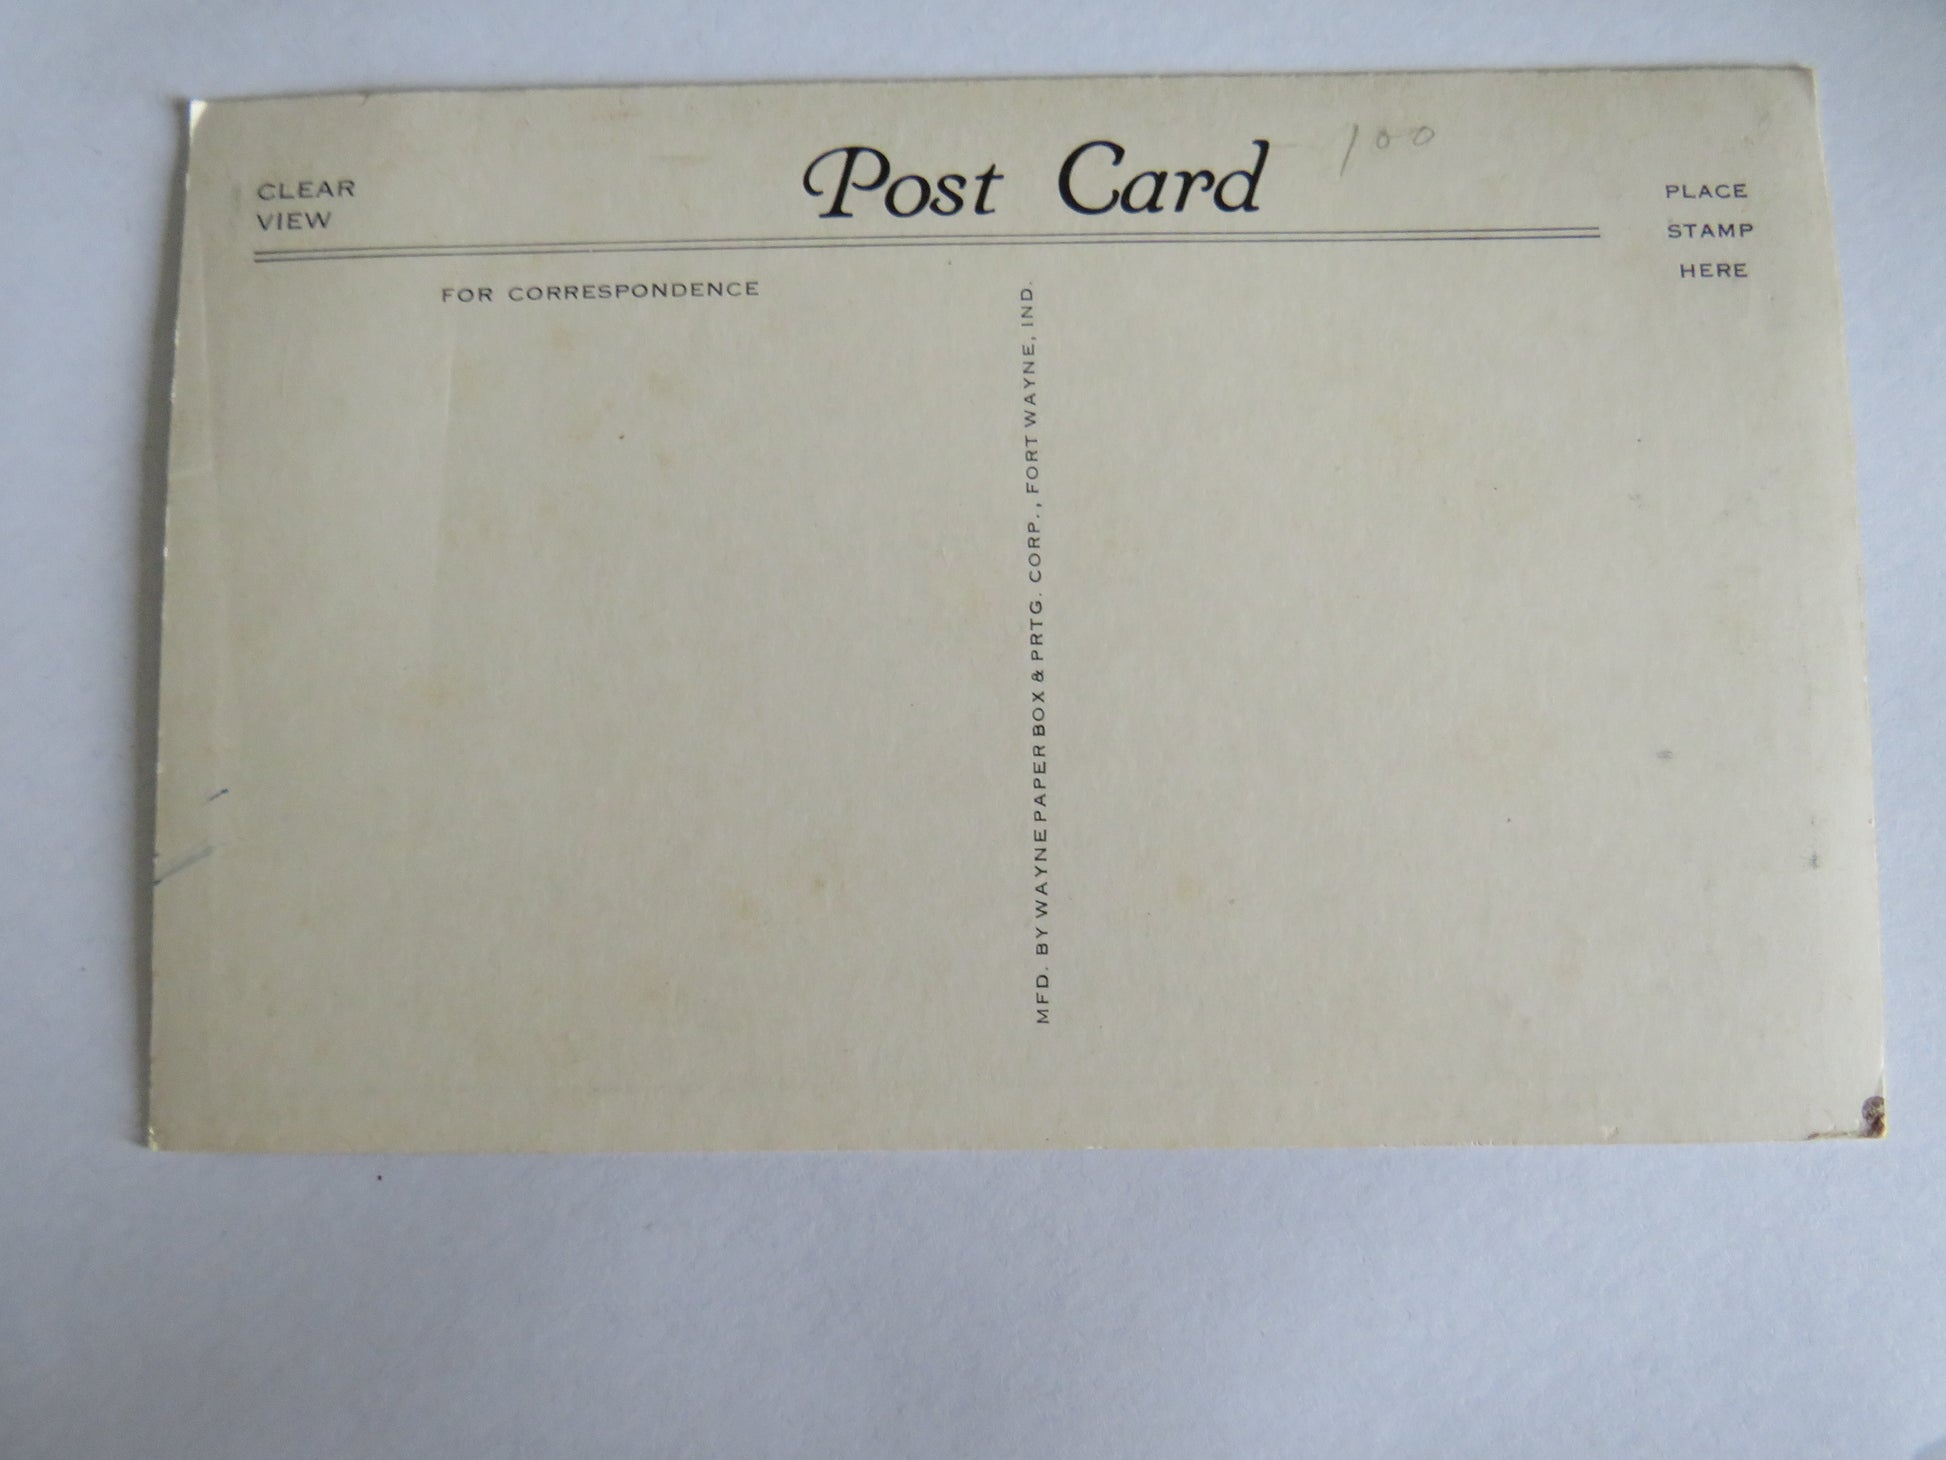 CLEAR
VIEW
Post Card
100
PLACE
STAMP
HERE
FOR CORRESPONDENCE
MFD. BY WAYNE PAPER BOX & PRTG. CORP., FORT WAYNE, IND.